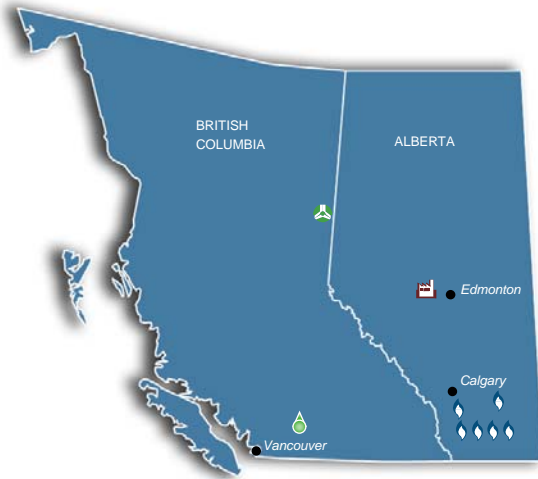 BRITISH
COLUMBIA
ALBERTA
Edmonton
Calgary
Vancouver